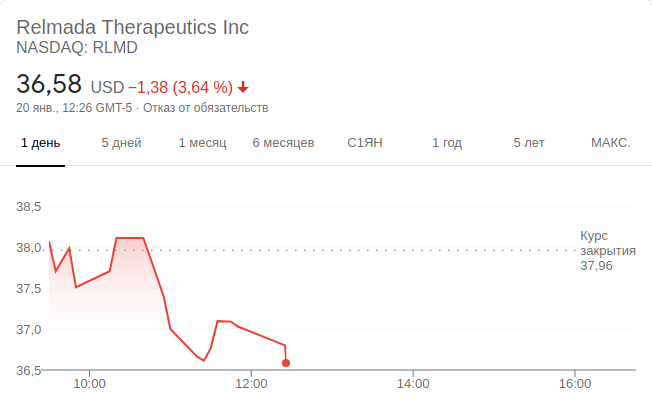 Relmada Therapeutics Inc
NASDAQ: RLMD
36,58 USD −1,38 (3,64 %)
20 янв., 12:26 GMT-5 · Отказ от обязательств
1 день 5 дней 1 месяц 6 месяцев С1ЯН 1 год 5 лет МАКС.
38,5
38,0
37,5
37,0
36,5
Курс
закрытия
37,96
10:00 12:00 14:00 16:00